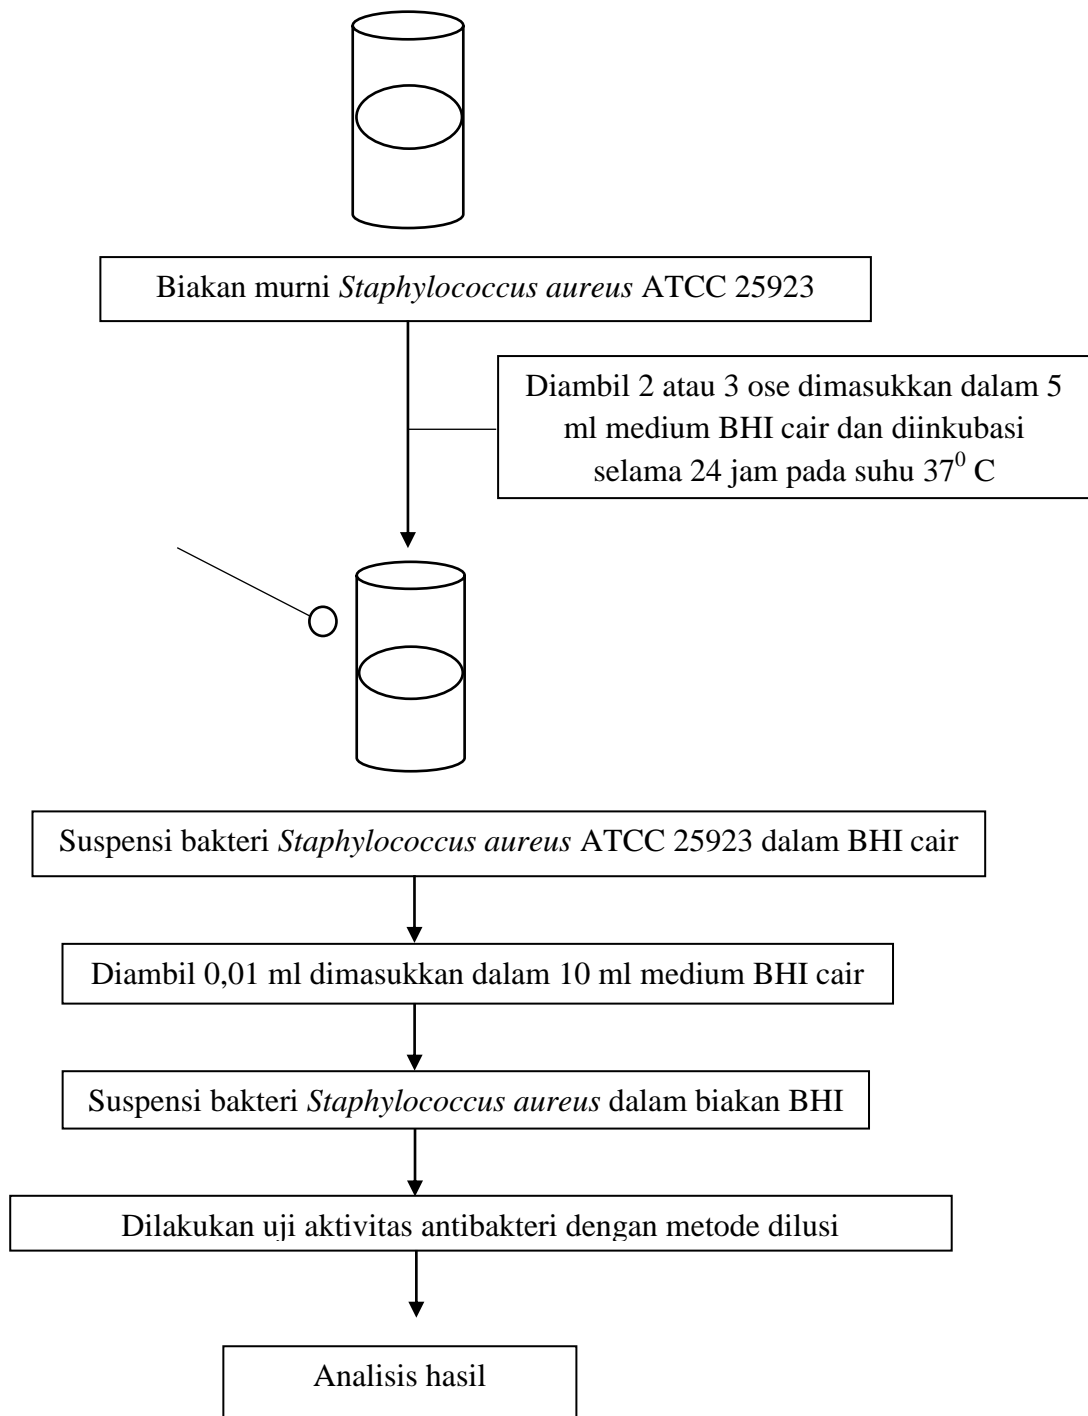 Biakan murni Staphylococcus aureus ATCC 25923
Diambil 2 atau 3 ose dimasukkan dalam 5
ml medium BHI cair dan diinkubasi
selama 24 jam pada suhu 37⁰ C
Suspensi bakteri Staphylococcus aureus ATCC 25923 dalam BHI cair
Diambil 0,01 ml dimasukkan dalam 10 ml medium BHI cair
Suspensi bakteri Staphylococcus aureus dalam biakan BHI
Dilakukan uji aktivitas antibakteri dengan metode dilusi
Analisis hasil